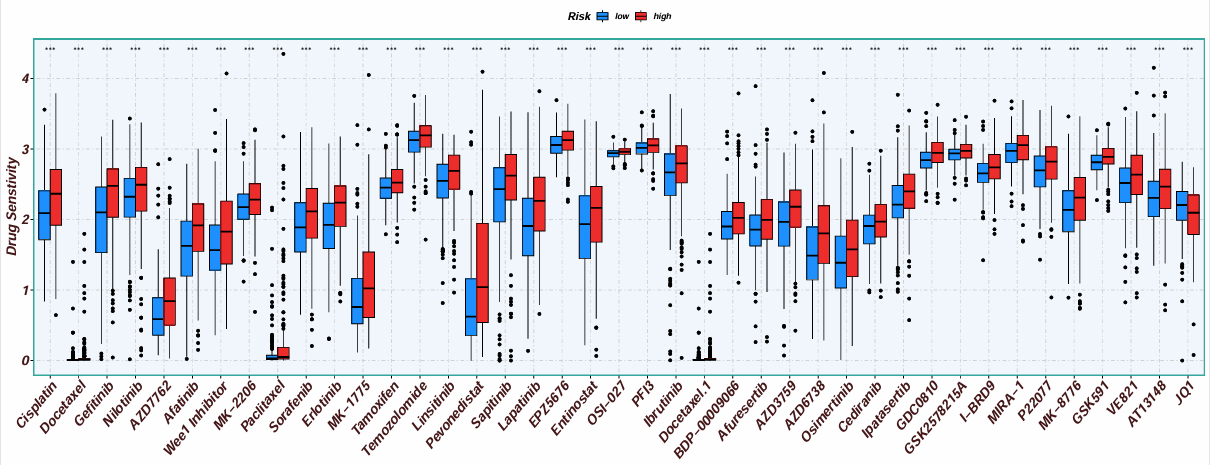 Risk low high
*** *** *** *** *** *** *** *** *** *** *** *** *** *** *** *** *** *** *** *** *** *** *** *** *** *** *** *** *** *** *** *** *** *** *** *** *** *** *** *** ***
Drug Senstivity
4
3
2
1
0
Cisplatin
Docetaxel
Gefitinib
Nilotinib
AZD7762
Afatinib
Wee1 Inhibitor
MK-2206
Paclitaxel
Sorafenib
Erlotinib
MK-1775
Tamoxifen
Temozolomide
Linsitinib
Pevonedistat
Sapitinib
Lapatinib
EPZ5676
Entinostat
OSI-027
PFI3
Ibrutinib
Docetaxel.1
BDP-00009066
Afuresertib
AZD3759
AZD6738
Osimertinib
Cediranib
Ipatasertib
GDC0810
GSK2578215A
I-BRD9
MIRA-1
P22077
MK-8776
GSK591
VE821
AT13148
JQ1